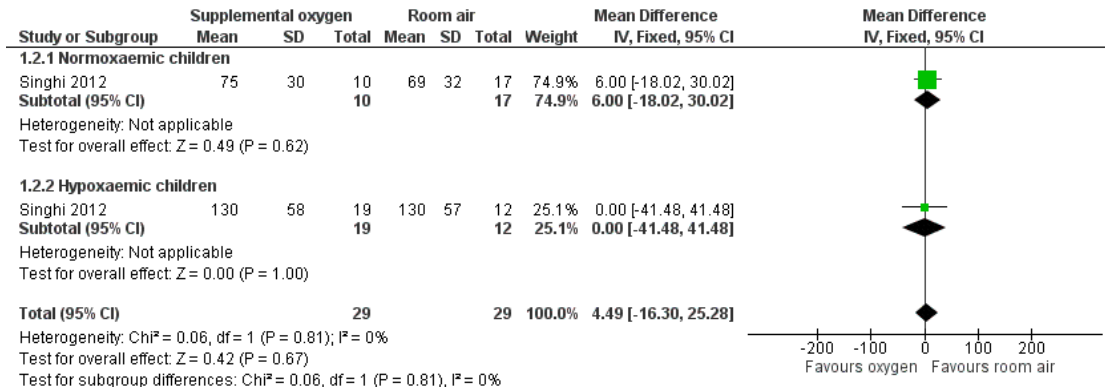 Supplemental oxygen Room air Mean Difference Mean Difference
Study or Subgroup Mean SD Total Mean SD Total Weight IV, Fixed, 95% CI IV, Fixed, 95% CI
1.2.1 Normoxaemic children
Singhi 2012 75 30 10 69 32 17 74.9% 6.00 [-18.02, 30.02]
Subtotal (95% CI) 10 17 74.9% 6.00 [-18.02, 30.02]
Heterogeneity: Not applicable
Test for overall effect: Z = 0.49 (P = 0.62)
1.2.2 Hypoxaemic children
Singhi 2012 130 58 19 130 57 12 25.1% 0.00 [-41.48, 41.48]
Subtotal (95% CI) 19 12 25.1% 0.00 [-41.48, 41.48]
Heterogeneity: Not applicable
Test for overall effect: Z = 0.00 (P = 1.00)
Total (95% CI) 29 29 100.0% 4.49 [-16.30, 25.28]
Heterogeneity: Chi² = 0.06, df = 1 (P = 0.81); I² = 0%
Test for overall effect: Z = 0.42 (P = 0.67)
Test for subgroup differences: Chi² = 0.06, df = 1 (P = 0.81), I² = 0%
-200 -100 0 100 200
Favours oxygen Favours room air